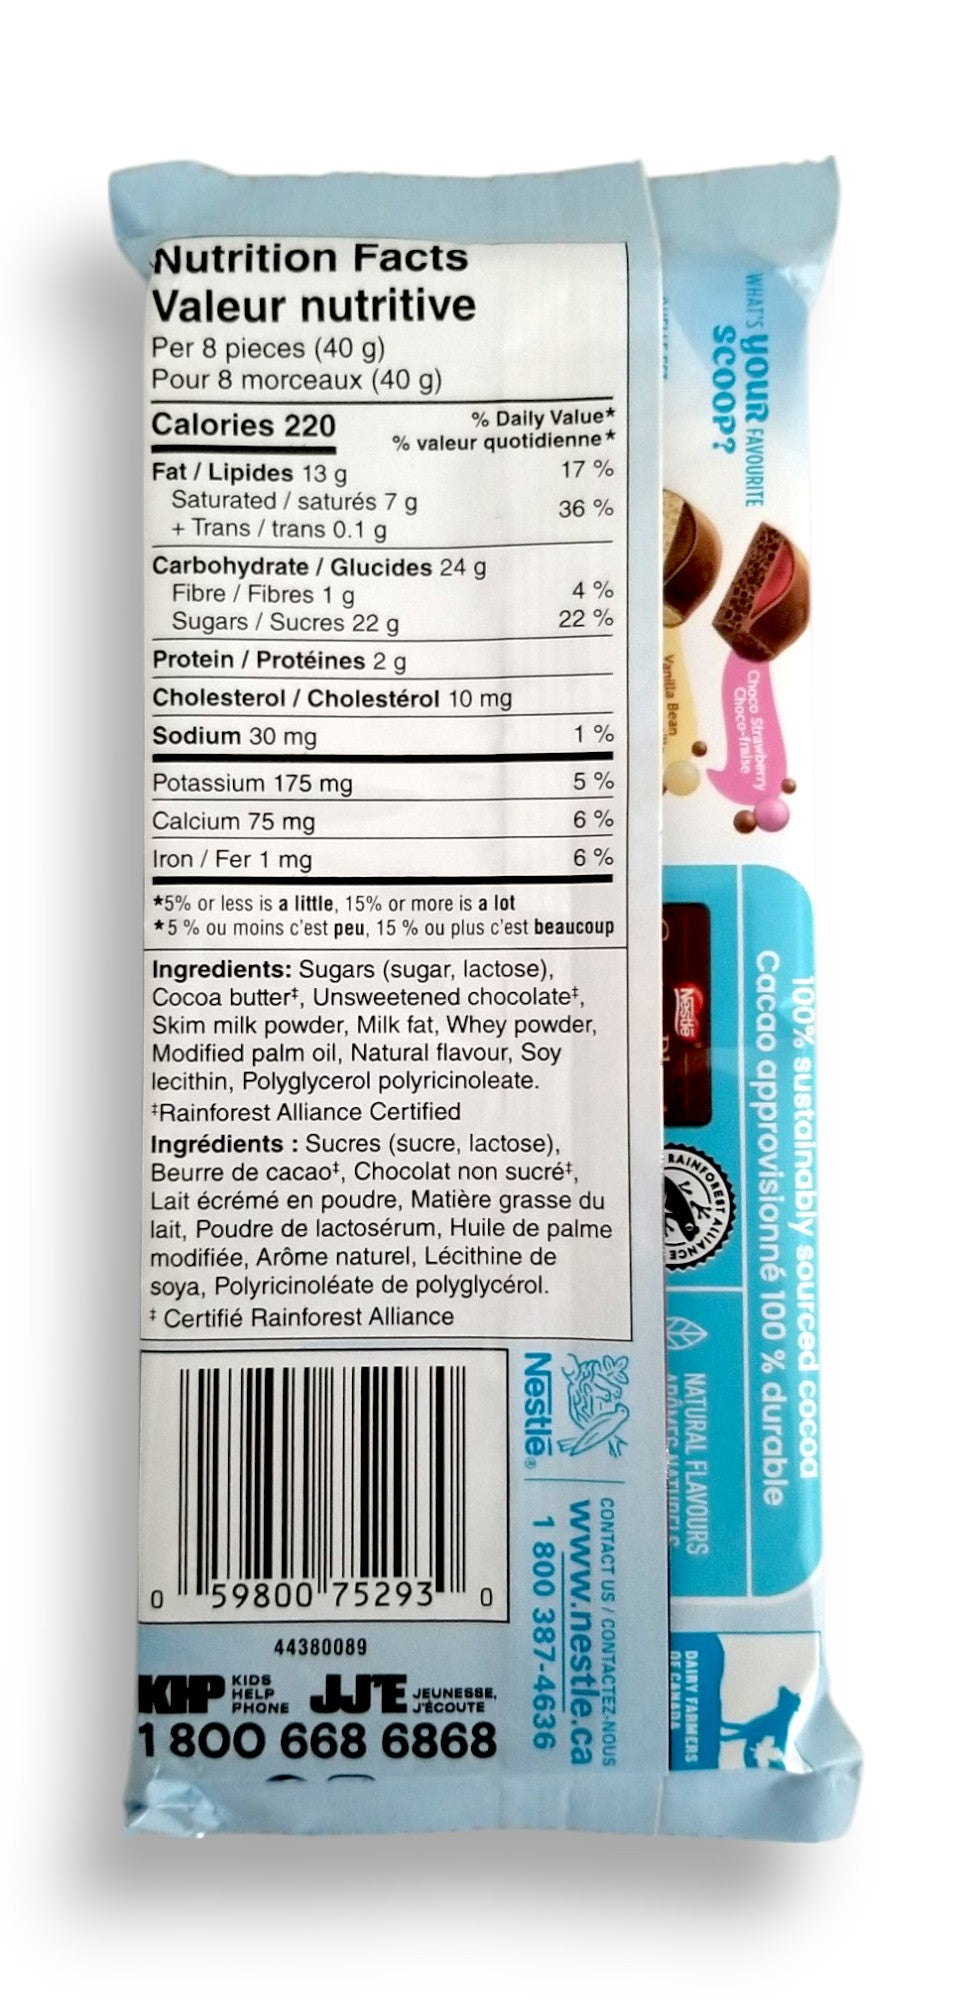 Nutrition Facts
Valeur nutritive
Per 8 pieces (40 g)
Pour 8 morceaux (40 g)
Calories 220
% Daily Value*
% valeur quotidienne*
Fat / Lipides 13 g 17 %
Saturated / saturés 7 g
+ Trans / trans 0.1 g
36 %
Carbohydrate / Glucides 24 g
Fibre / Fibres 1 g 4 %
Sugars / Sucres 22 g 22 %
Protein / Protéines 2 g
Cholesterol / Cholestérol 10 mg
Sodium 30 mg 1 %
Potassium 175 mg 5 %
Calcium 75 mg 6 %
Iron / Fer 1 mg 6 %
*5% or less is a little, 15% or more is a lot
*5 % ou moins c'est peu, 15 % ou plus c'est beaucoup
Ingredients: Sugars (sugar, lactose),
Cocoa butter‡, Unsweetened chocolate‡,
Skim milk powder, Milk fat, Whey powder,
Modified palm oil, Natural flavour, Soy
lecithin, Polyglycerol polyricinoleate.
‡Rainforest Alliance Certified
Ingrédients : Sucres (sucre, lactose),
Beurre de cacao‡, Chocolat non sucré‡,
Lait écrémé en poudre, Matière grasse du
lait, Poudre de lactosérum, Huile de palme
modifiée, Arôme naturel, Lécithine de
soya, Polyricinoléate de polyglycérol.
‡ Certifié Rainforest Alliance
0 59800 75293 0
44380089
KHP KIDS
HELP
PHONE
JJ'E JEUNESSE,
J'ÉCOUTE
1 800 668 6868
Nestlé®
CONTACT US / CONTACTEZ-NOUS
www.nestle.ca
1 800 387-4636
WHAT'S YOUR FAVOURITE
SCOOP?
Choco Strawberry
Choco-fraise
Vanilla Bean
100% sustainably sourced cocoa
Cacao approvisionné 100 % durable
Nestlé
RAINFOREST ALLIANCE
NATURAL FLAVOURS
ARÔMES NATURELS
DAIRY FARMERS
OF CANADA